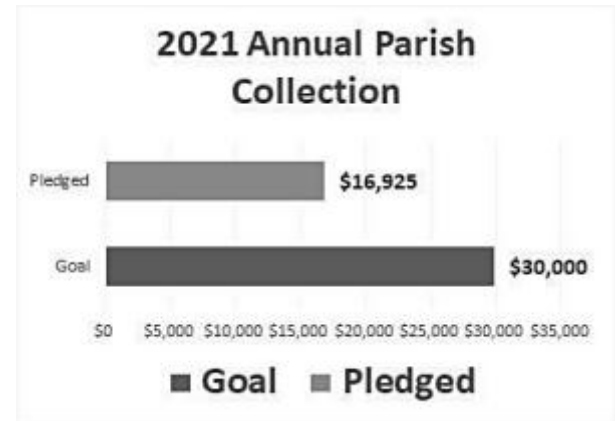 2021 Annual Parish
Collection
Pledged
$16,925
Goal
$30,000
$0 $5,000 $10,000 $15,000 $20,000 $25,000 $30,000 $35,000
Goal Pledged